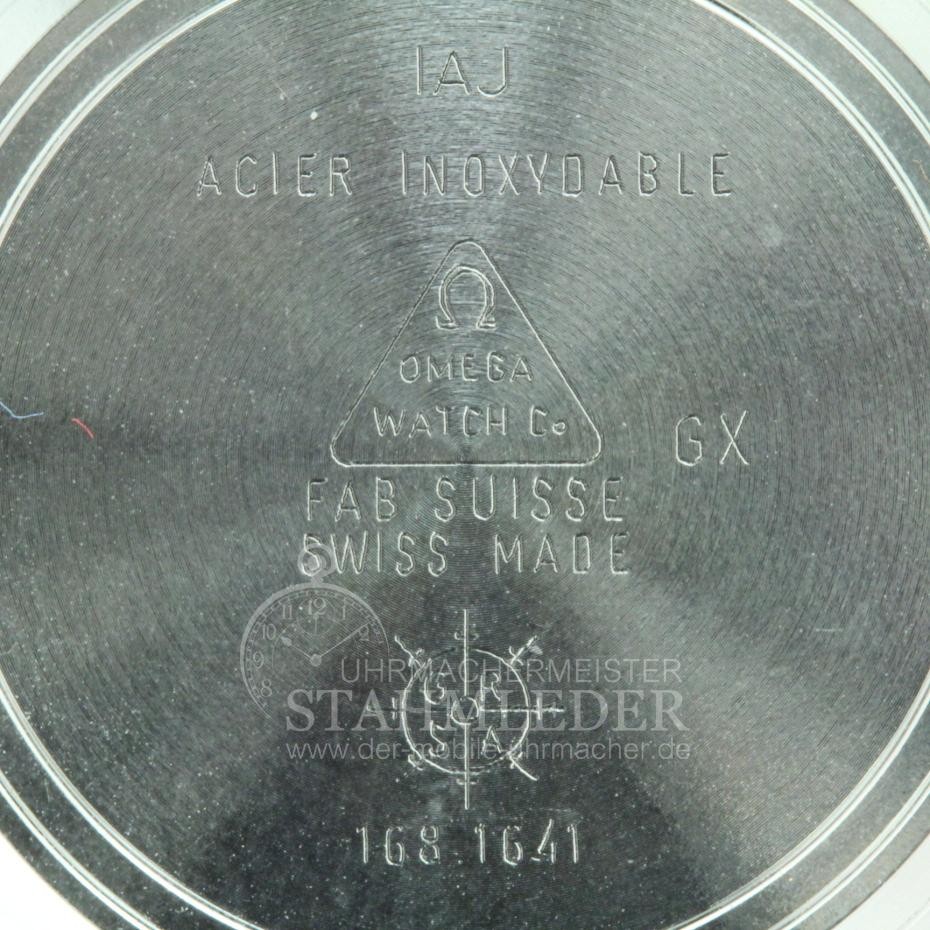 IAJ
ACIER INOXYDABLE
Ω
OMEGA
WATCH Co
GX
FAB SUISSE
SWISS MADE
UHRMACHERMEISTER
STAHMLEDER
www.der-mobile-uhrmacher.de
G R
S A
168.1641